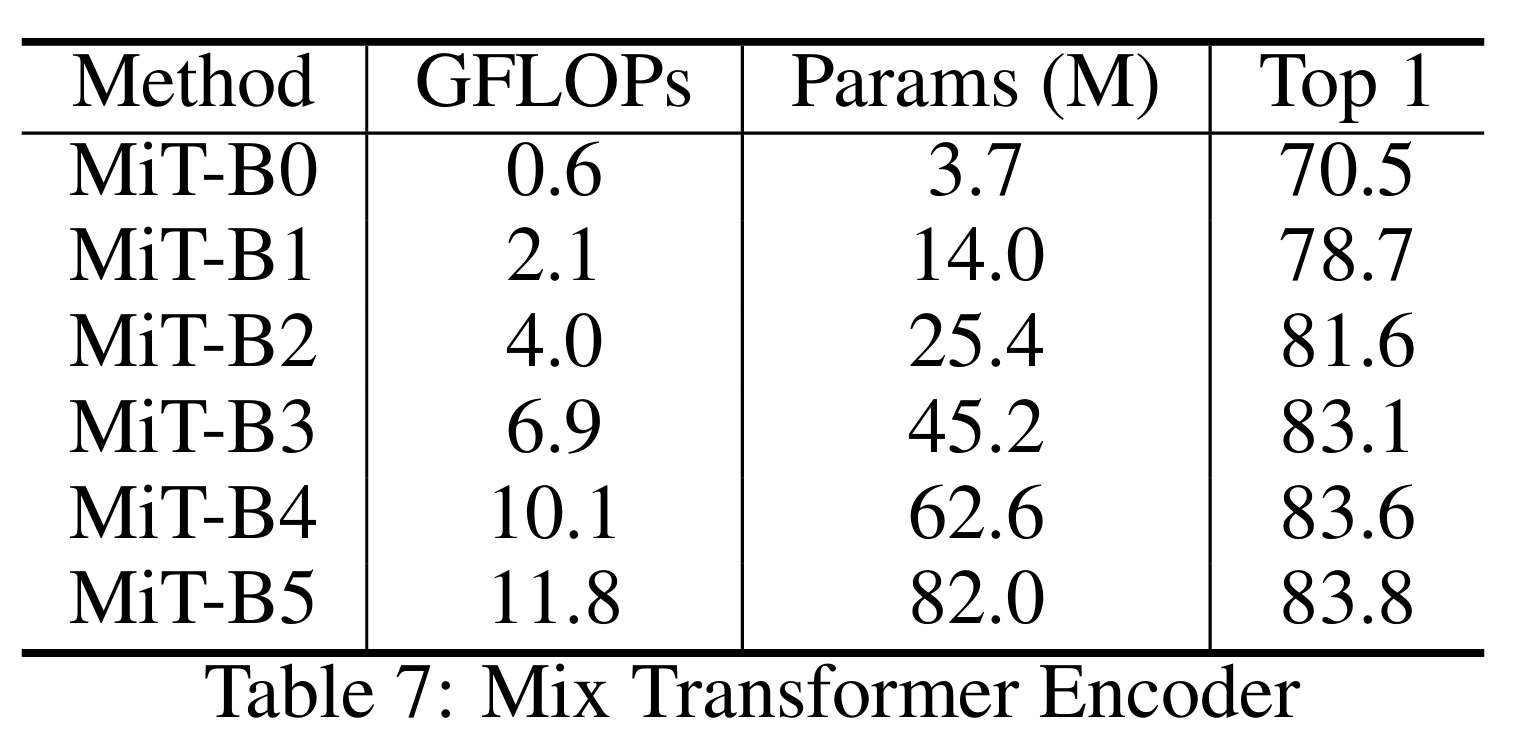 Method GFLOPs Params (M) Top 1
MiT-B0 0.6 3.7 70.5
MiT-B1 2.1 14.0 78.7
MiT-B2 4.0 25.4 81.6
MiT-B3 6.9 45.2 83.1
MiT-B4 10.1 62.6 83.6
MiT-B5 11.8 82.0 83.8
Table 7: Mix Transformer Encoder